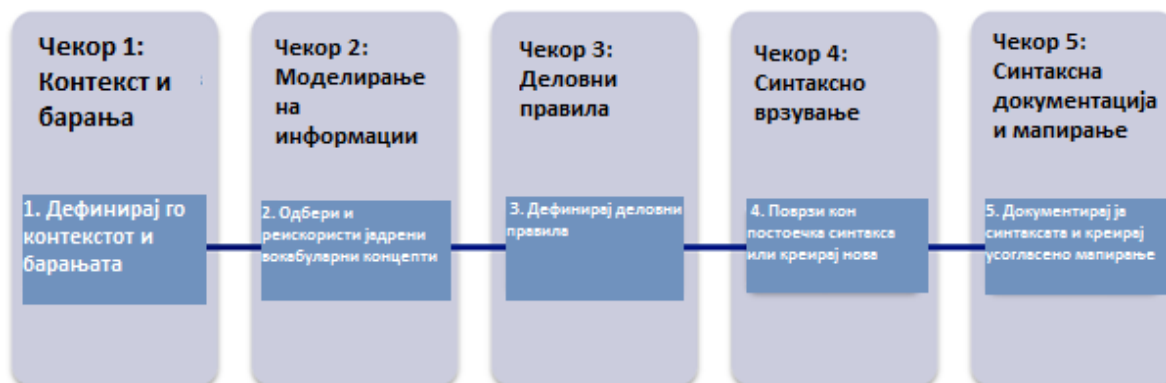 Чекор 1:
Контекст и
барања
1. Дефинирај го
контекстот и
барањата
Чекор 2:
Моделирање
на
информации
2. Одбери и
реискористи јадрени
вокабуларни концепти
Чекор 3:
Деловни
правила
3. Дефинирај деловни
правила
Чекор 4:
Синтаксно
врзување
4. Поврзи кон
постоечка синтакса
или креирај нова
Чекор 5:
Синтаксна
документација
и мапирање
5. Документирај ја
синтаксата и креирај
усогласено мапирање